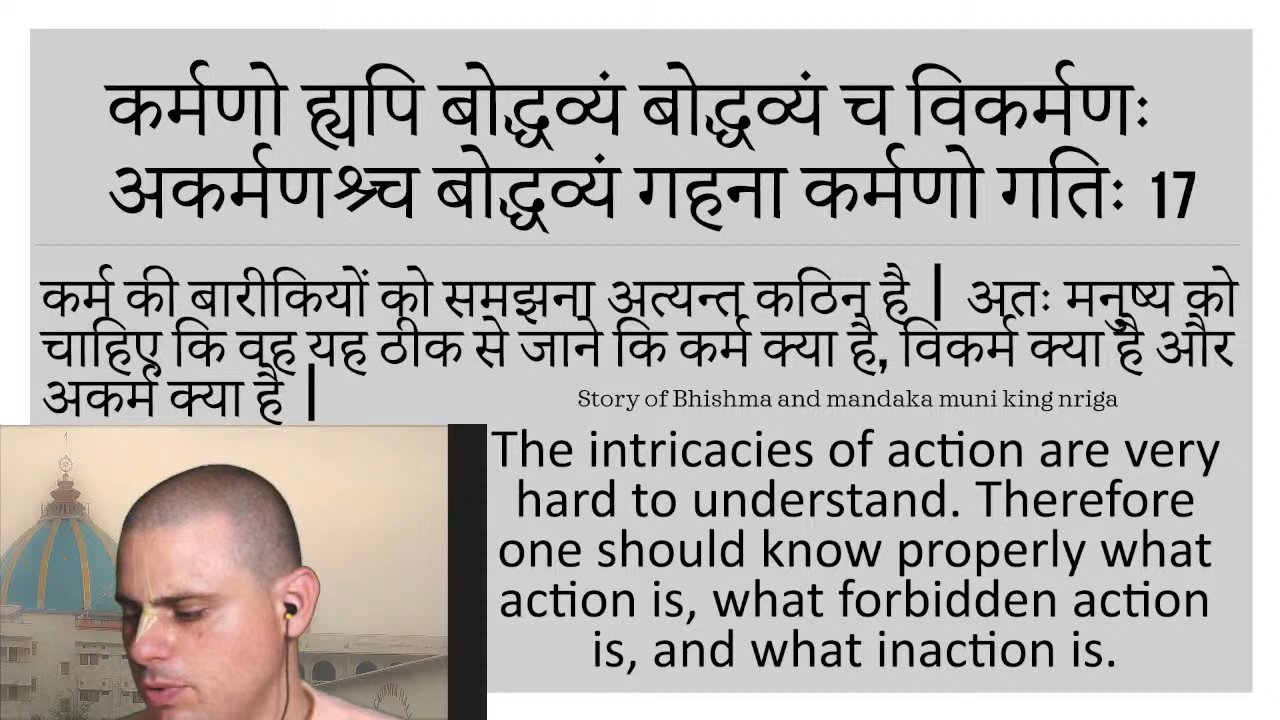 कर्मणो ह्यपि बोद्धव्यं बोद्धव्यं च विकर्मणः
अकर्मणश्र्च बोद्धव्यं गहना कर्मणो गतिः 17
कर्म की बारीकियों को समझना अत्यन्त कठिन है | अतः मनुष्य को
चाहिए कि वह यह ठीक से जाने कि कर्म क्या है, विकर्म क्या है और
अकर्म क्या है |
Story of Bhishma and mandaka muni king nriga
The intricacies of action are very
hard to understand. Therefore
one should know properly what
action is, what forbidden action
is, and what inaction is.